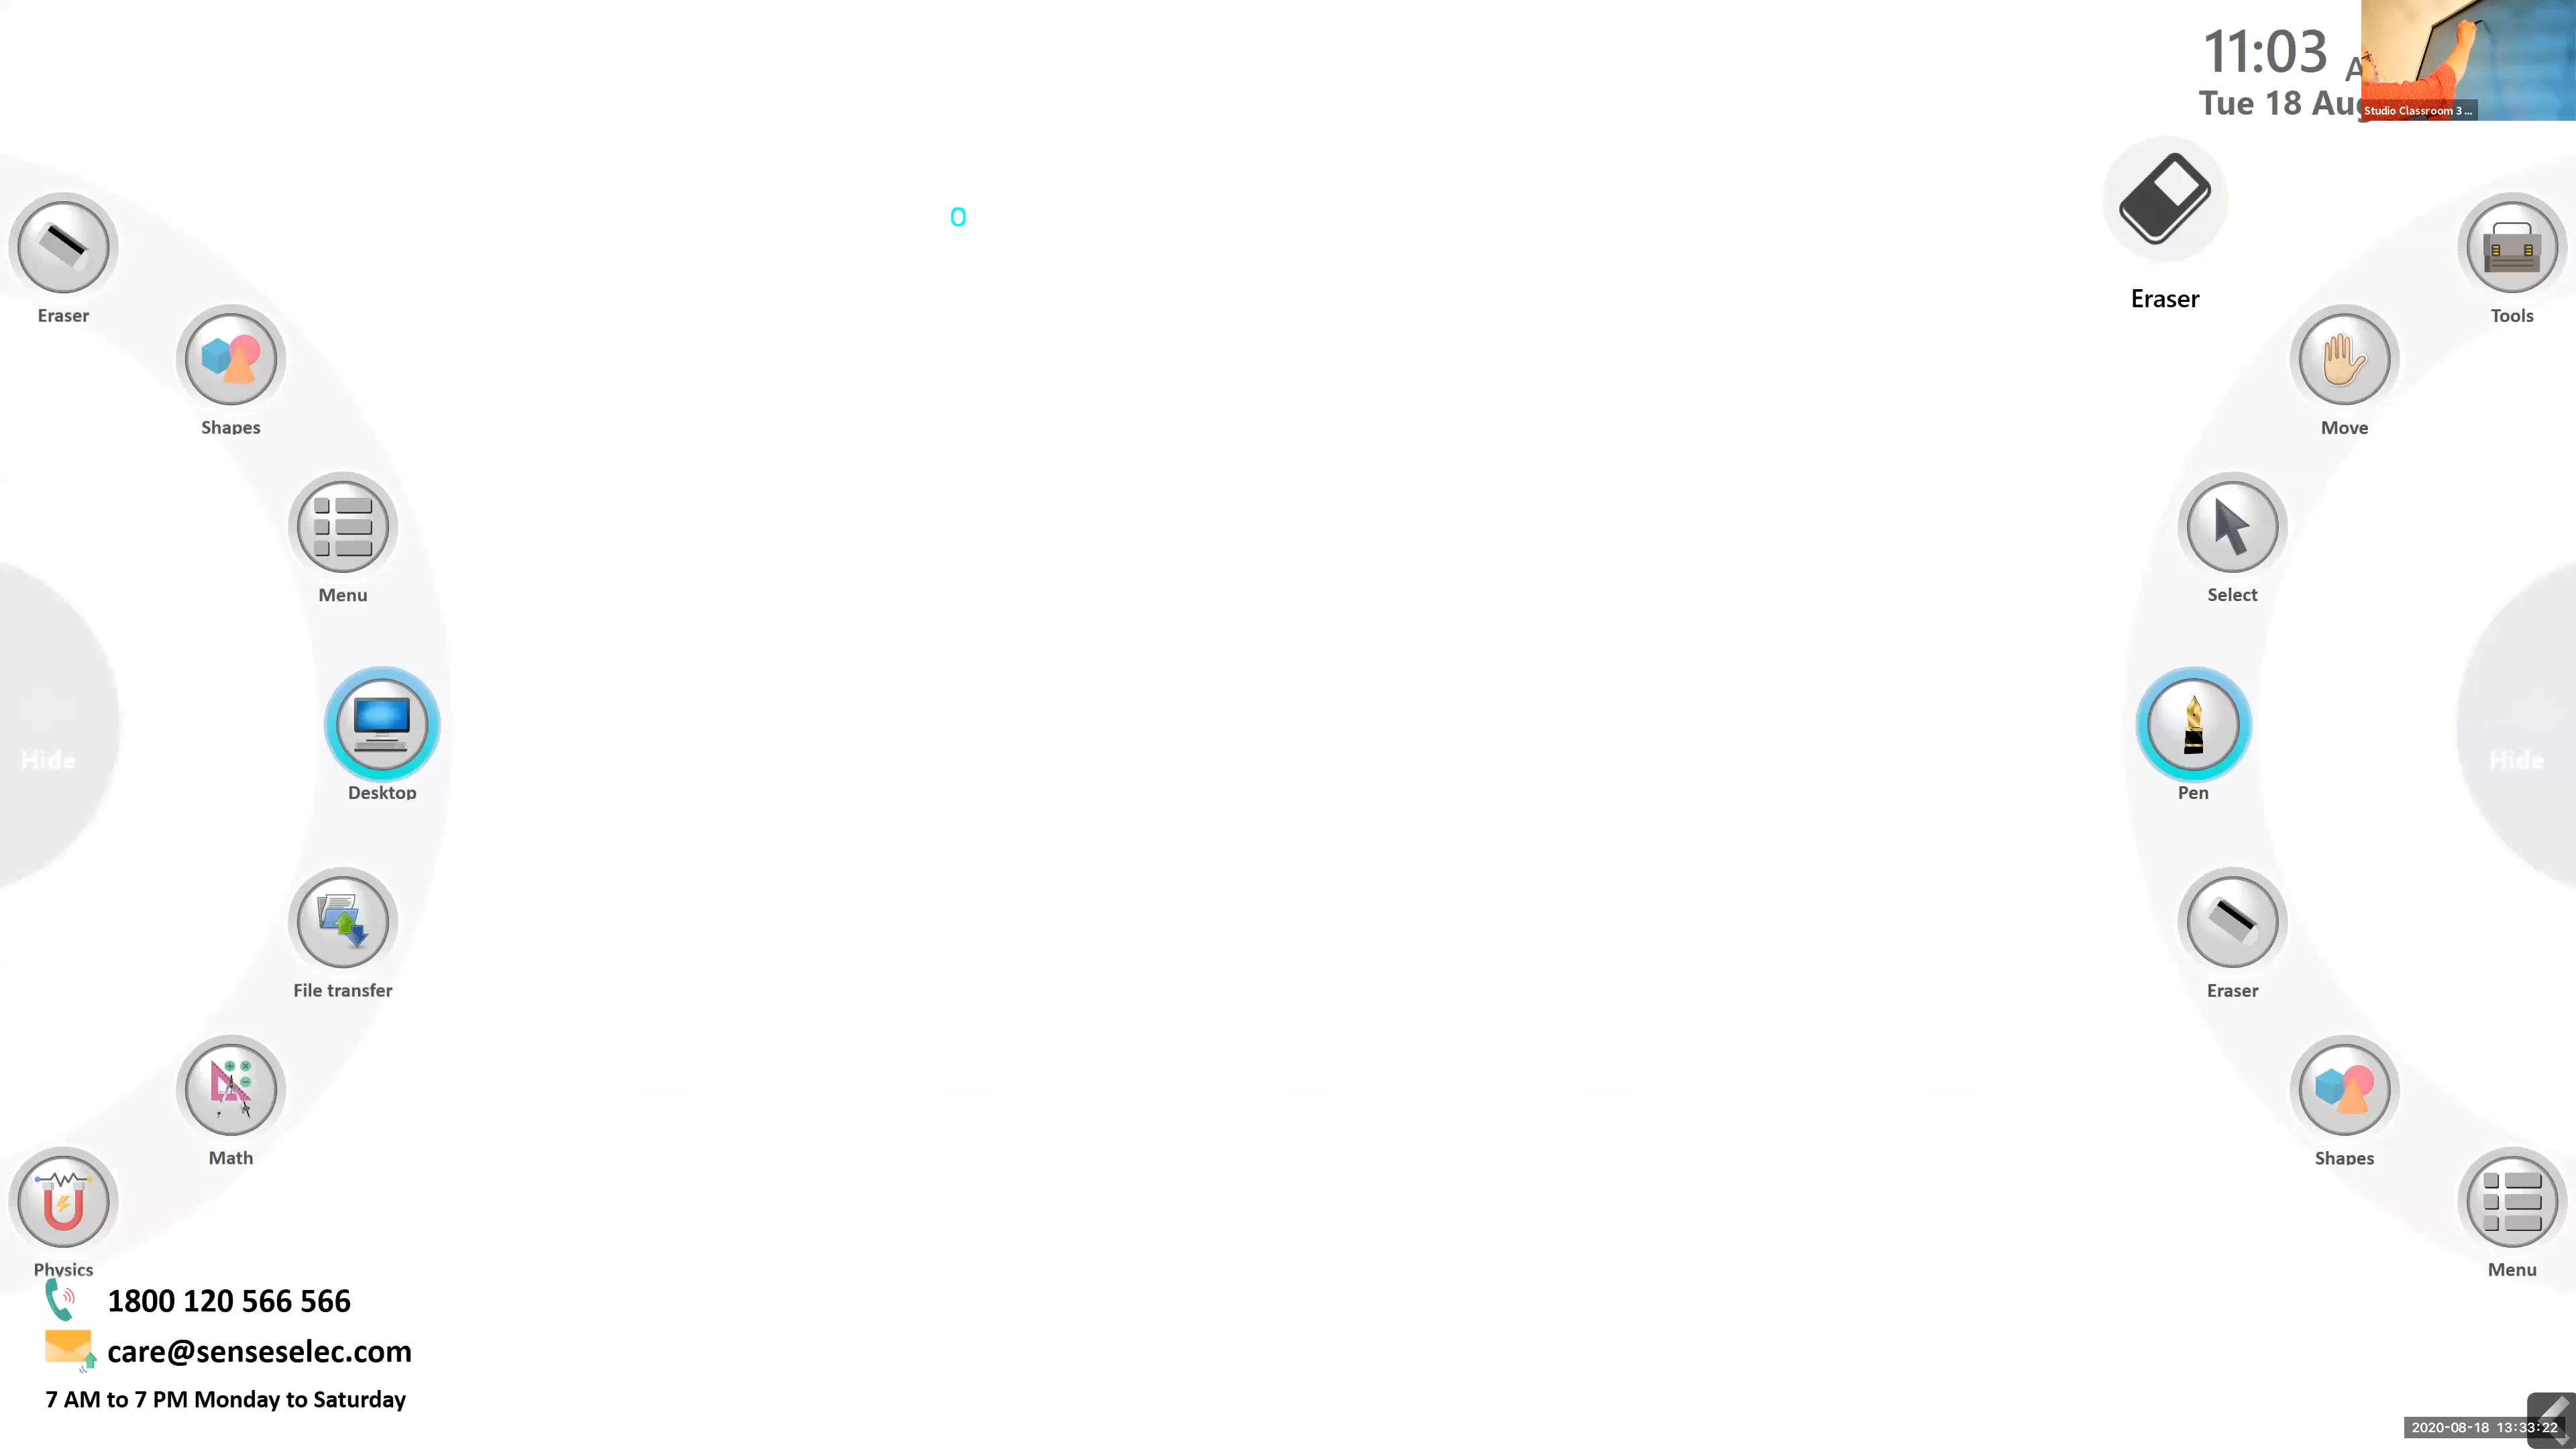 11:03
Tue 18 Aug
Studio Classroom 3 ...
Eraser
Shapes
Menu
Desktop
Hide
File transfer
Math
Physics
1800 120 566 566
care@senseselec.com
7 AM to 7 PM Monday to Saturday
o
Eraser
Tools
Move
Select
Pen
Hide
Eraser
Shapes
Menu
2020-08-18 13:33:22